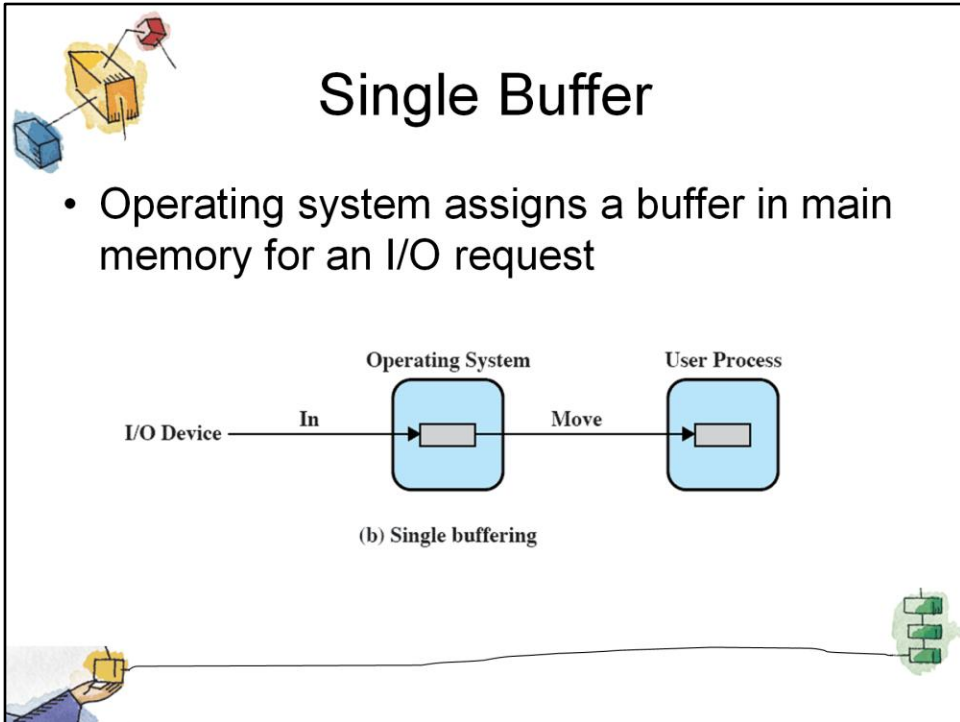 Single Buffer
• Operating system assigns a buffer in main
memory for an I/O request
Operating System
User Process
I/O Device
In
Move
(b) Single buffering